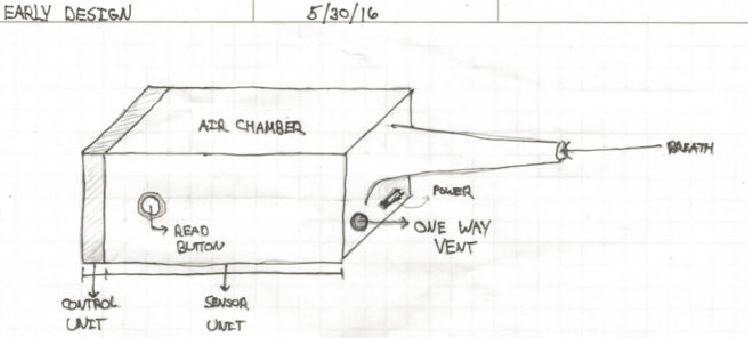 EARLY DESIGN
5/30/16
AIR CHAMBER
BREATH
POWER
READ
BUTTON
ONE WAY
VENT
CONTROL
UNIT
SENSOR
UNIT